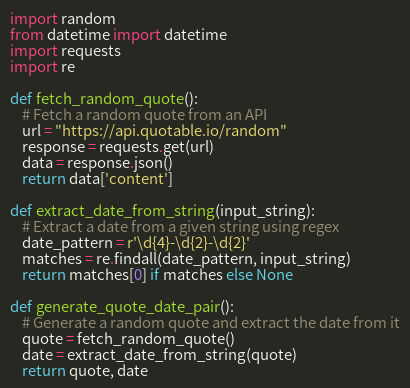 import random
from datetime import datetime
import requests
import re

def fetch_random_quote():
    # Fetch a random quote from an API
    url = "https://api.quotable.io/random"
    response = requests.get(url)
    data = response.json()
    return data['content']

def extract_date_from_string(input_string):
    # Extract a date from a given string using regex
    date_pattern = r'\d{4}-\d{2}-\d{2}'
    matches = re.findall(date_pattern, input_string)
    return matches[0] if matches else None

def generate_quote_date_pair():
    # Generate a random quote and extract the date from it
    quote = fetch_random_quote()
    date = extract_date_from_string(quote)
    return quote, date